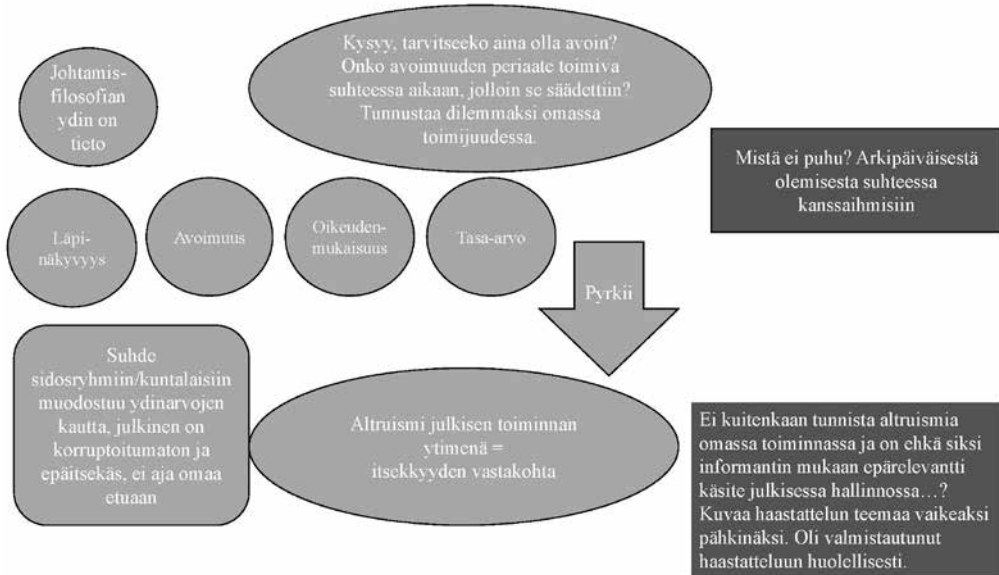 Johtamis-
filosofian
ydin on
tieto
Kysyy, tarvitseeko aina olla avoin?
Onko avoimuuden periaate toimiva
suhteessa aikaan, jolloin se säädettiin?
Tunnustaa dilemmaksi omassa
toimijuudessa.
Mistä ei puhu? Arkipäiväisestä
olemisesta suhteessa
kanssaihmisiin
Läpi-
näkyvyys
Avoimuus
Oikeuden-
mukaisuus
Tasa-arvo
Pyrkii
Suhde
sidosryhmiin/kuntalaisiin
muodostuu ydinarvojen
kautta, julkinen on
korruptoitumaton ja
epäitsekäs, ei aja omaa
etuaan
Altruismi julkisen toiminnan
ytimenä =
itsekkyyden vastakohta
Ei kuitenkaan tunnista altruismia
omassa toiminnassa ja on ehkä siksi
informantin mukaan epärelevantti
käsite julkisessa hallinnossa…?
Kuvaa haastattelun teemaa vaikeaksi
pähkinäksi. Oli valmistautunut
haastatteluun huolellisesti.